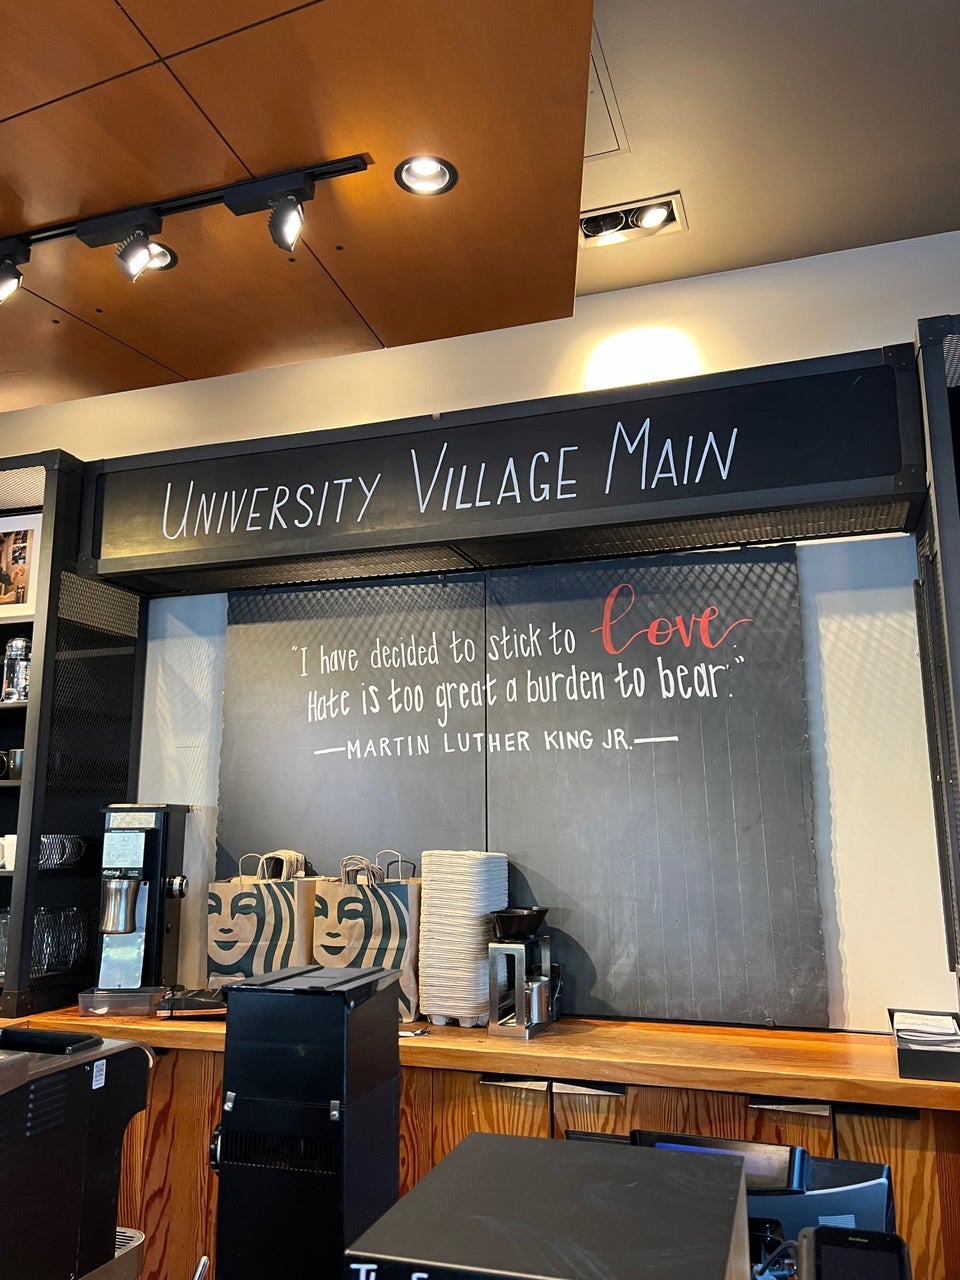 UNIVERSITY VILLAGE MAIN
"I have decided to stick to love.
Hate is too great a burden to bear."
—MARTIN LUTHER KING JR.—